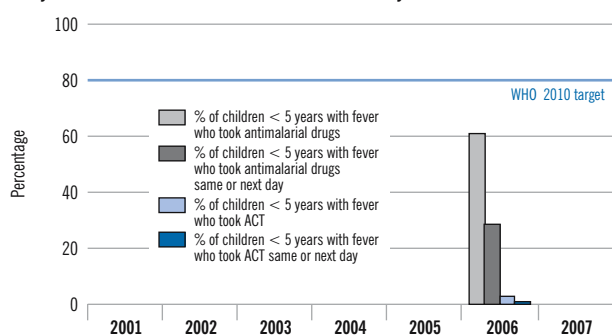 100
80
WHO 2010 target
60
40
20
0
Percentage
% of children < 5 years with fever
who took antimalarial drugs
% of children < 5 years with fever
who took antimalarial drugs
same or next day
% of children < 5 years with fever
who took ACT
% of children < 5 years with fever
who took ACT same or next day
2001 2002 2003 2004 2005 2006 2007